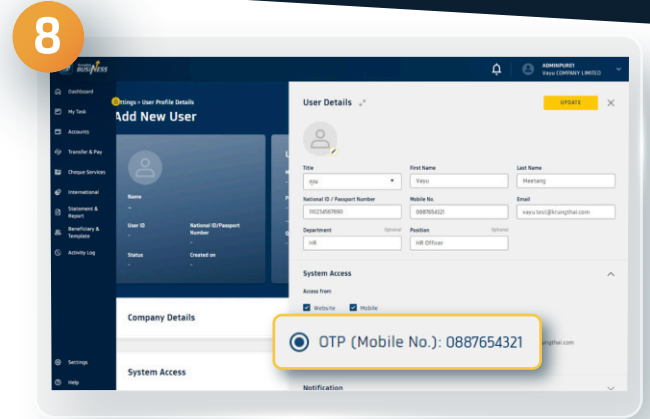 8
BUSINESS
ADMINPURE1
Vayu COMPANY LIMITED
Dashboard
My Task
Accounts
Transfer & Pay
Cheque Services
International
Statement &
Report
Beneficiary &
Template
Activity Log
Settings
Help
Settings > User Profile Details
Add New User
Name
-
User ID
National ID/Passport
Number
-
-
Status
Created on
-
-
Company Details
System Access
User Details
UPDATE
Title
First Name
Last Name
คุณ
Vayu
Meetang
National ID / Passport Number
Mobile No.
Email
0887654321
vayu.test@krungthai.com
Department
Optional
Position
Optional
HR
HR Officer
System Access
Access from
Website
Mobile
OTP (Mobile No.): 0887654321
Notification